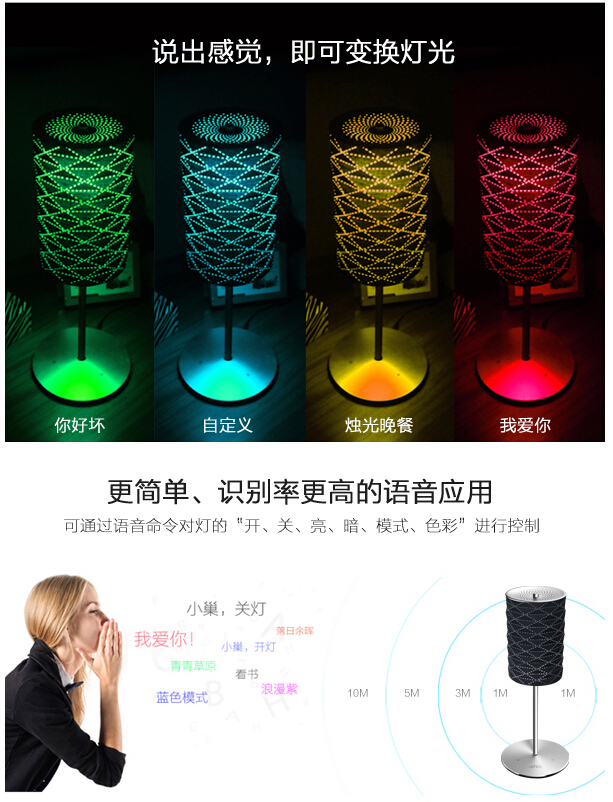 说出感觉，即可变换灯光
你好坏
自定义
烛光晚餐
我爱你
更简单、识别率更高的语音应用
可通过语音命令对灯的“开、关、亮、暗、模式、色彩”进行控制
小巢，关灯
我爱你！
落日余晖
小巢，开灯
青青草原
看书
蓝色模式
浪漫紫
10M 5M 3M 1M 1M